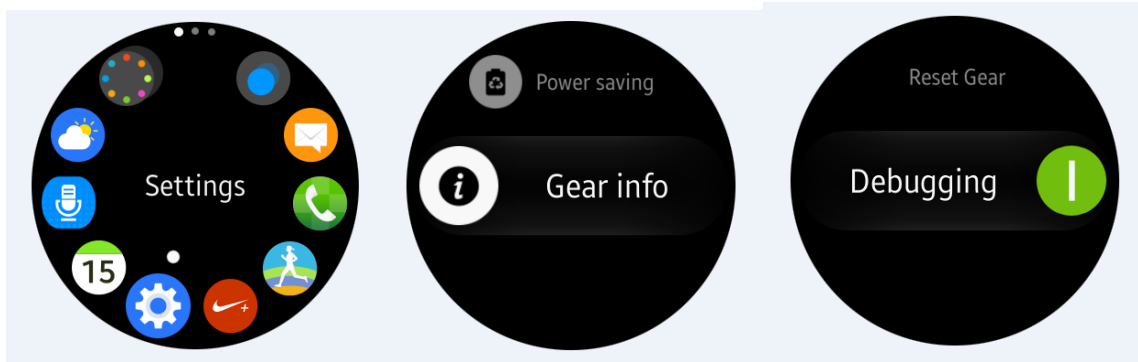 Settings
15
Power saving
Gear info
Reset Gear
Debugging